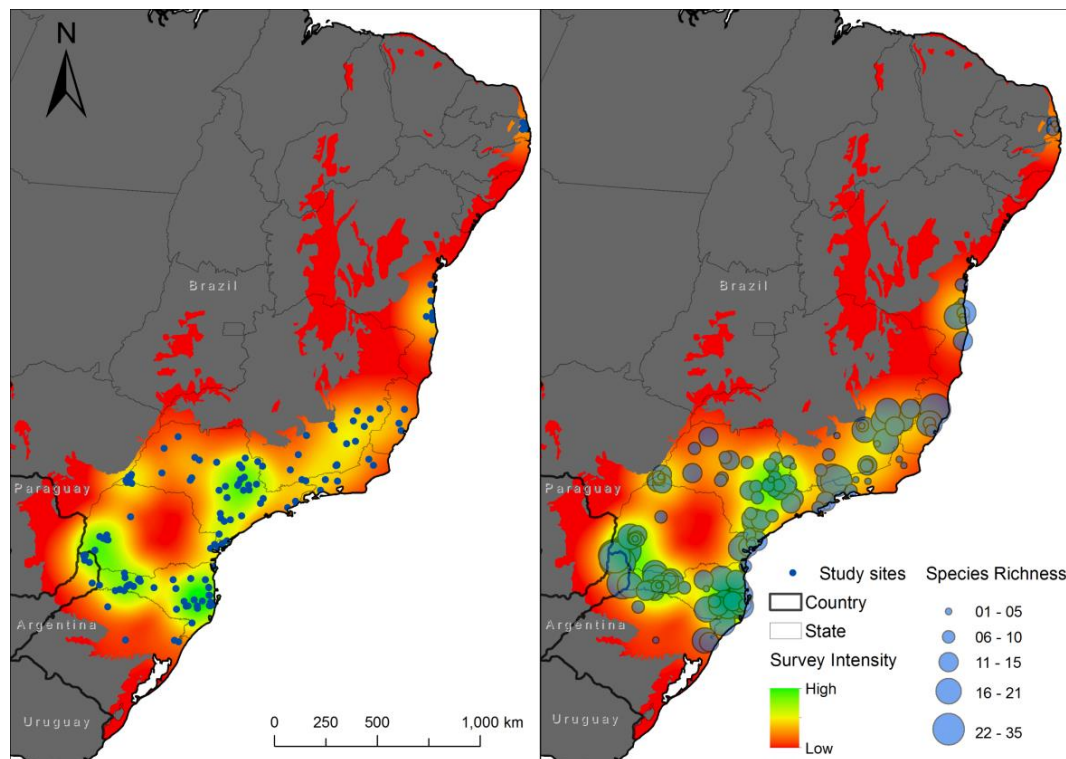 N
Brazil
Paraguay
Argentina
Uruguay
0 250 500 1,000 km
Brazil
Paraguay
Argentina
Uruguay
Study sites
Country
State
Survey Intensity
High
Low
Species Richness
01 - 05
06 - 10
11 - 15
16 - 21
22 - 35